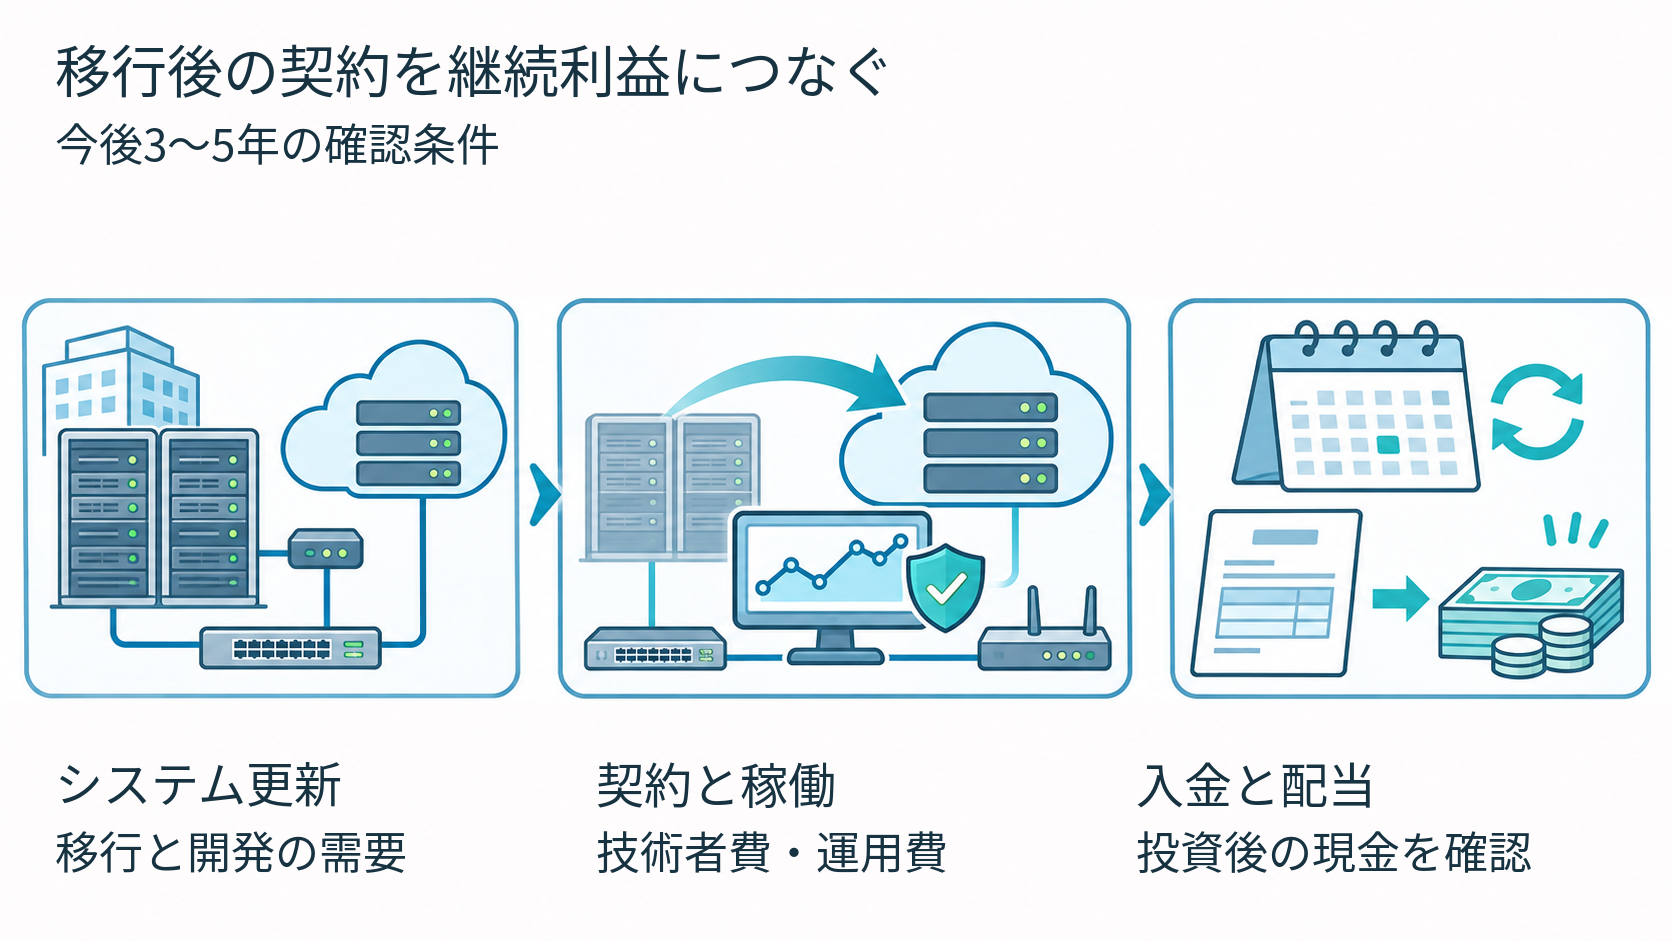 移行後の契約を継続利益につなぐ
今後3〜5年の確認条件
システム更新
移行と開発の需要
契約と稼働
技術者費・運用費
入金と配当
投資後の現金を確認